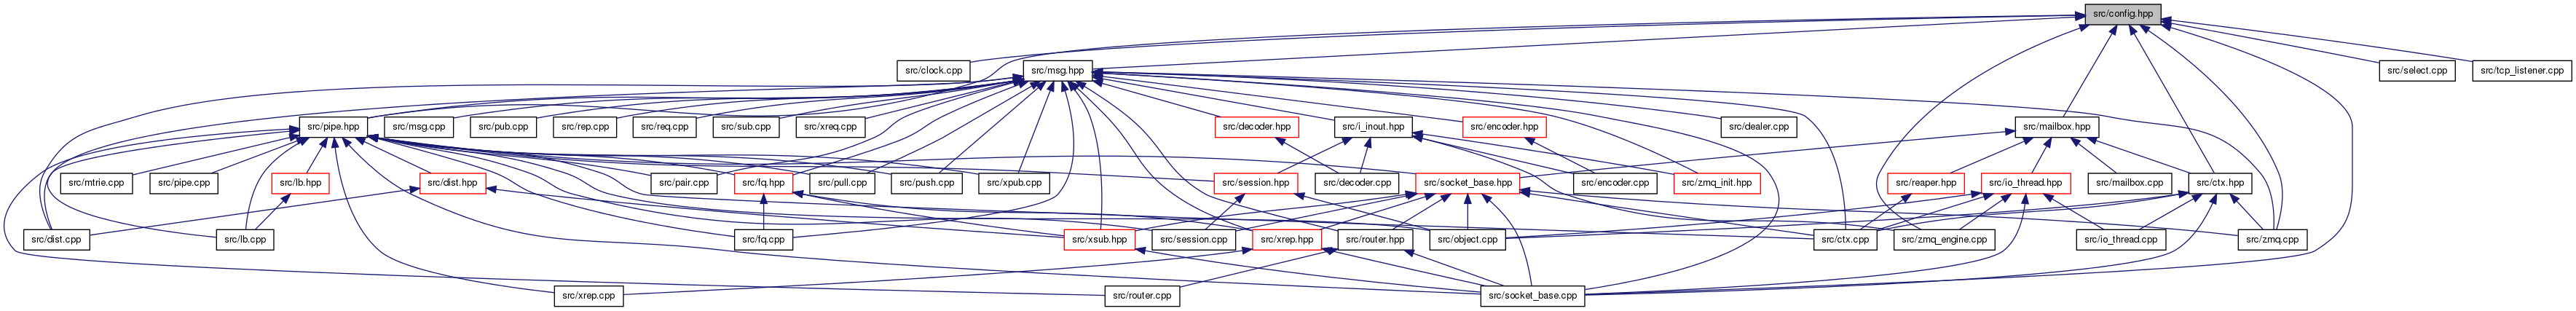 src/config.hpp
src/clock.cpp
src/msg.hpp
src/select.cpp
src/tcp_listener.cpp
src/pipe.hpp
src/msg.cpp
src/pub.cpp
src/rep.cpp
src/req.cpp
src/sub.cpp
src/xreq.cpp
src/decoder.hpp
src/i_inout.hpp
src/encoder.hpp
src/dealer.cpp
src/mailbox.hpp
src/mtrie.cpp
src/pipe.cpp
src/lb.hpp
src/dist.hpp
src/pair.cpp
src/fq.hpp
src/pull.cpp
src/push.cpp
src/xpub.cpp
src/session.hpp
src/decoder.cpp
src/socket_base.hpp
src/encoder.cpp
src/zmq_init.hpp
src/reaper.hpp
src/io_thread.hpp
src/mailbox.cpp
src/ctx.hpp
src/dist.cpp
src/lb.cpp
src/fq.cpp
src/xsub.hpp
src/session.cpp
src/xrep.hpp
src/router.hpp
src/object.cpp
src/ctx.cpp
src/zmq_engine.cpp
src/io_thread.cpp
src/zmq.cpp
src/xrep.cpp
src/router.cpp
src/socket_base.cpp